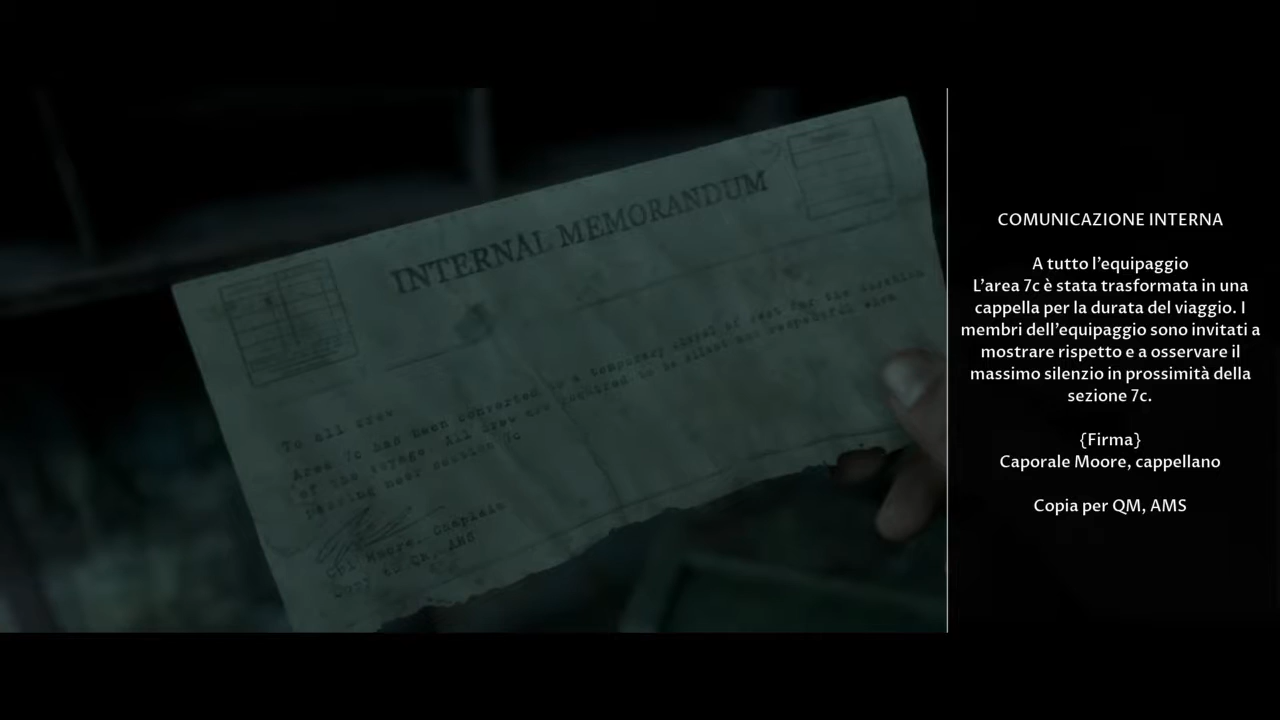 INTERNAL MEMORANDUM
To all crew
Area 7c has been converted to a temporary chapel of rest for the duration
of the voyage. All crew are required to be silent and respectful when
passing near section 7c
Cpl Moore. Chaplain
Copy to QM, AMS
COMUNICAZIONE INTERNA
A tutto l'equipaggio
L'area 7c è stata trasformata in una
cappella per la durata del viaggio. I
membri dell'equipaggio sono invitati a
mostrare rispetto e a osservare il
massimo silenzio in prossimità della
sezione 7c.
{Firma}
Caporale Moore, cappellano
Copia per QM, AMS